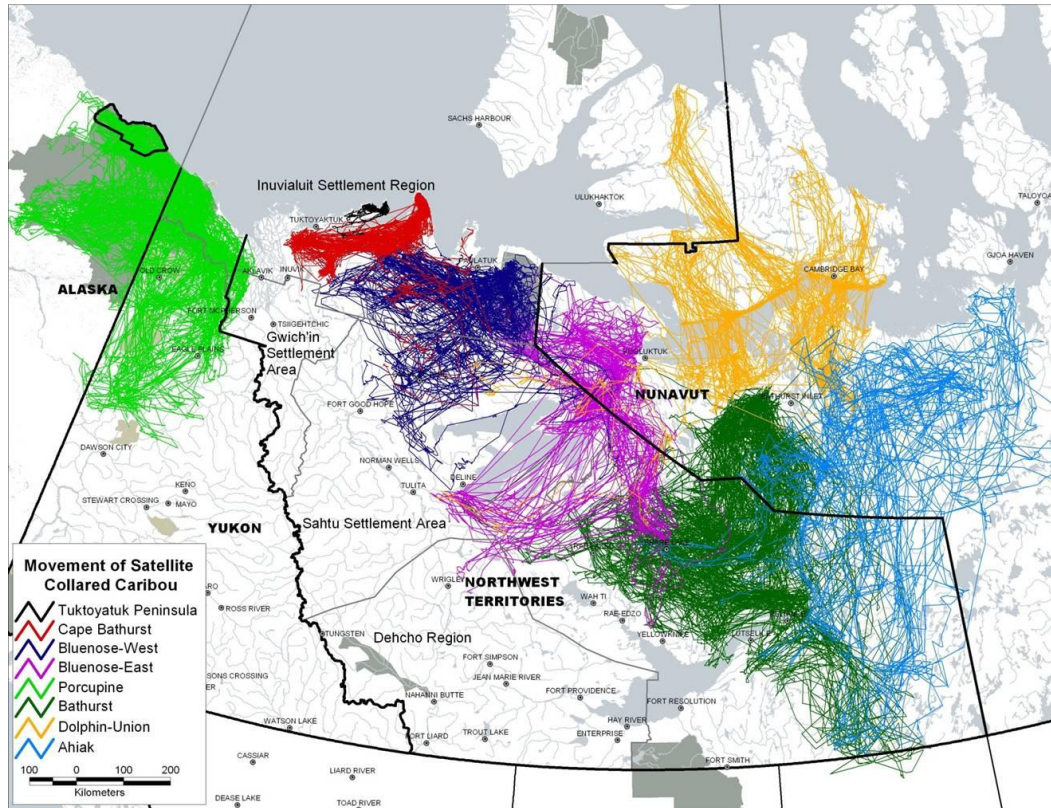 SACHS HARBOUR
ULUKHAKTOK
TALOYOA
Inuvialuit Settlement Region
TUKTOYAKTUK
GJOA HAVEN
CAMBRIDGE BAY
PAULATUK
OLD CROW
AKLAVIK
INUVIK
ALASKA
FORT MCPHERSON
TSIIGEHTCHIC
Gwich'in
Settlement
Area
EAGLE PLAINS
KUGLUKTUK
NUNAVUT
BATHURST INLET
FORT GOOD HOPE
DAWSON CITY
NORMAN WELLS
DELINE
TULITA
KENO
STEWART CROSSING
MAYO
YUKON
Sahtu Settlement Area
WRIGLEY
NORTHWEST
TERRITORIES
WAH TI
RAE-EDZO
YELLOWKNIFE
LUTSELK'E
ROSS RIVER
TUNGSTEN
Dehcho Region
FORT SIMPSON
JEAN MARIE RIVER
NAHANNI BUTTE
FORT PROVIDENCE
FORT RESOLUTION
HAY RIVER
ENTERPRISE
WATSON LAKE
FORT LIARD
TROUT LAKE
FORT SMITH
CASSIAR
LIARD RIVER
DEASE LAKE
TOAD RIVER
SONS CROSSING
Movement of Satellite
Collared Caribou
Tuktoyatuk Peninsula
Cape Bathurst
Bluenose-West
Bluenose-East
Porcupine
Bathurst
Dolphin-Union
Ahiak
100 0 100 200
Kilometers